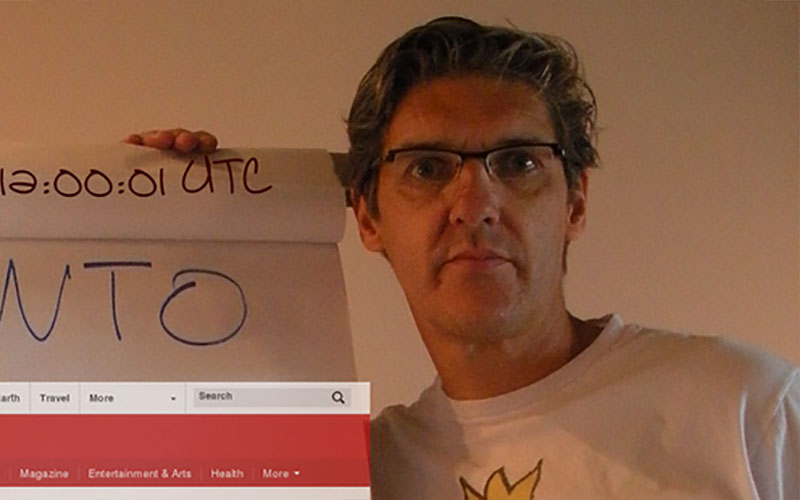 12:00:01 UTC
NTO
arth Travel More Search
Magazine Entertainment & Arts Health More